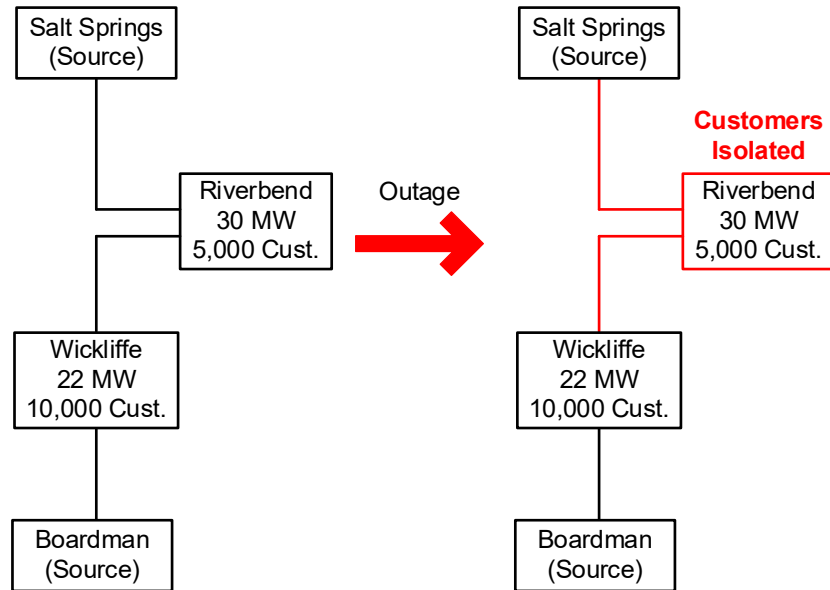 Salt Springs
(Source)
Riverbend
30 MW
5,000 Cust.
Wickliffe
22 MW
10,000 Cust.
Boardman
(Source)
Outage
Salt Springs
(Source)
Customers
Isolated
Riverbend
30 MW
5,000 Cust.
Wickliffe
22 MW
10,000 Cust.
Boardman
(Source)